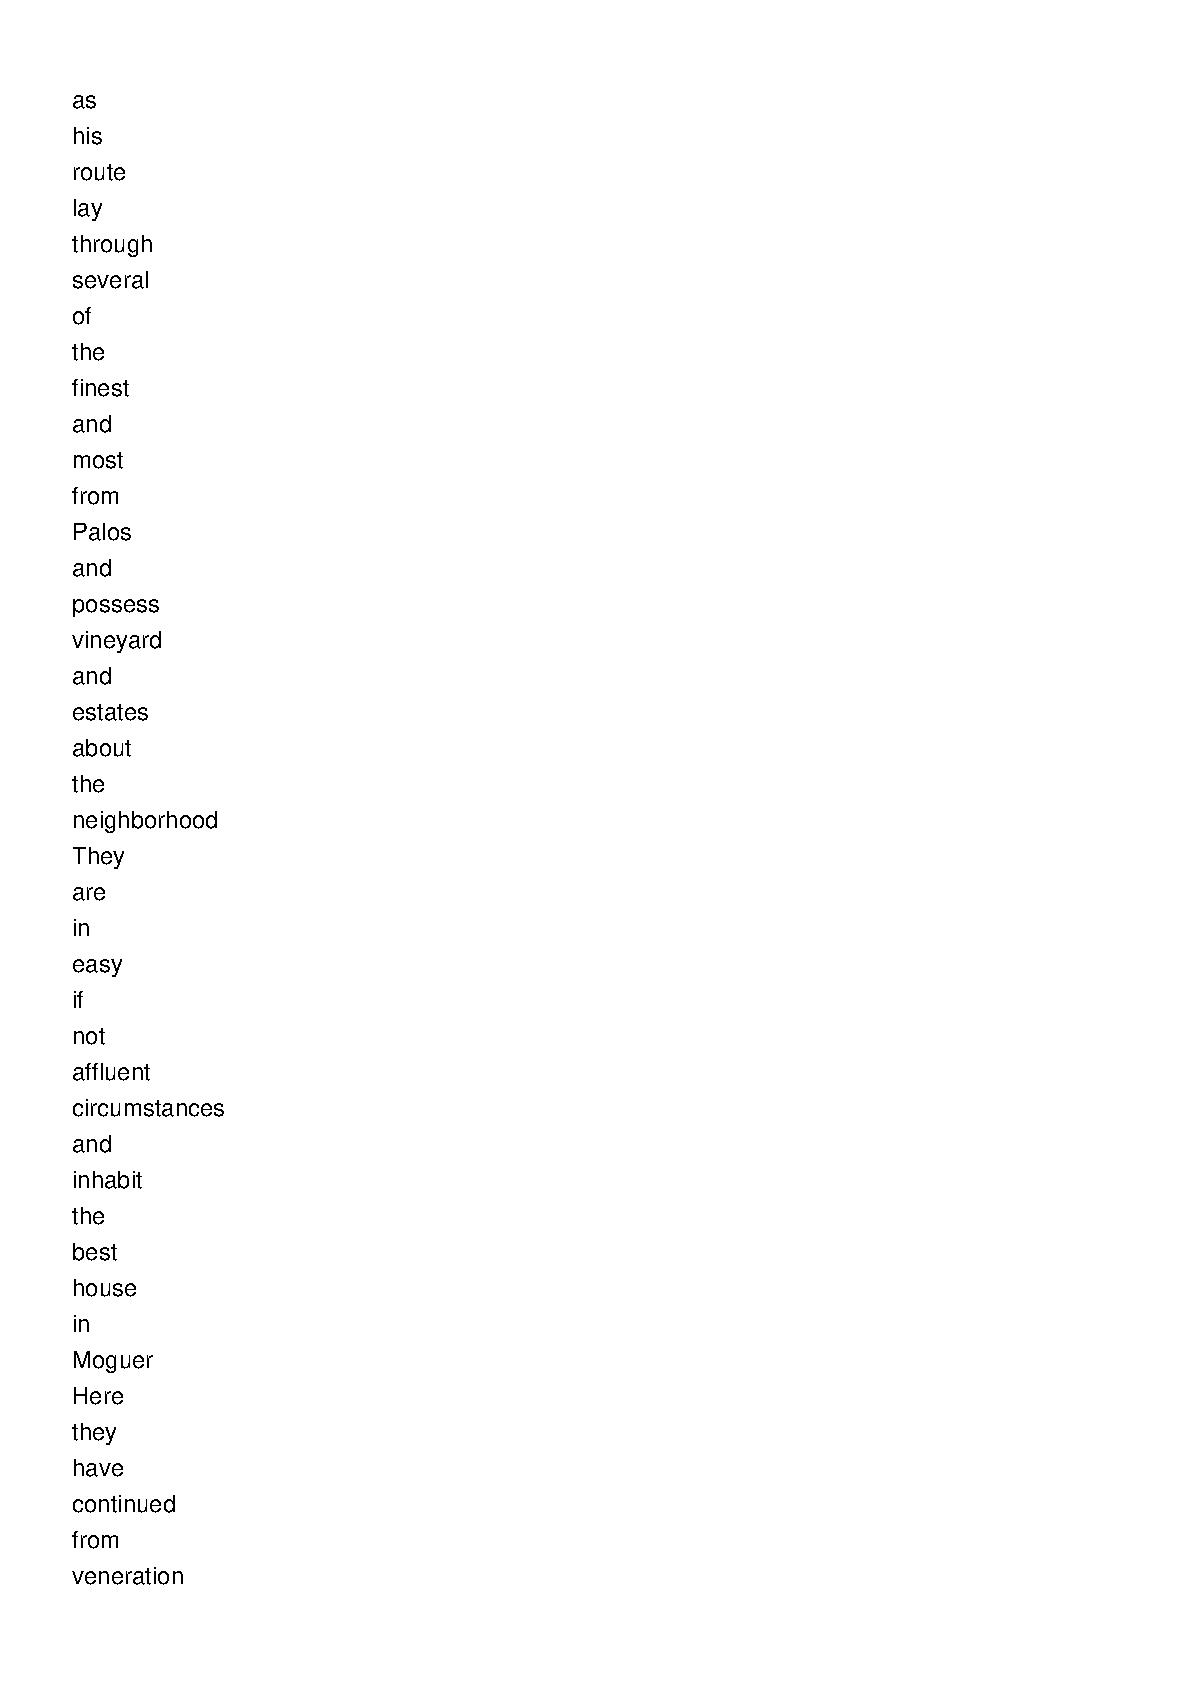 as
his
route
lay
through
several
of
the
finest
and
most
from
Palos
and
possess
vineyard
and
estates
about
the
neighborhood
They
are
in
easy
if
not
affluent
circumstances
and
inhabit
the
best
house
in
Moguer
Here
they
have
continued
from
veneration